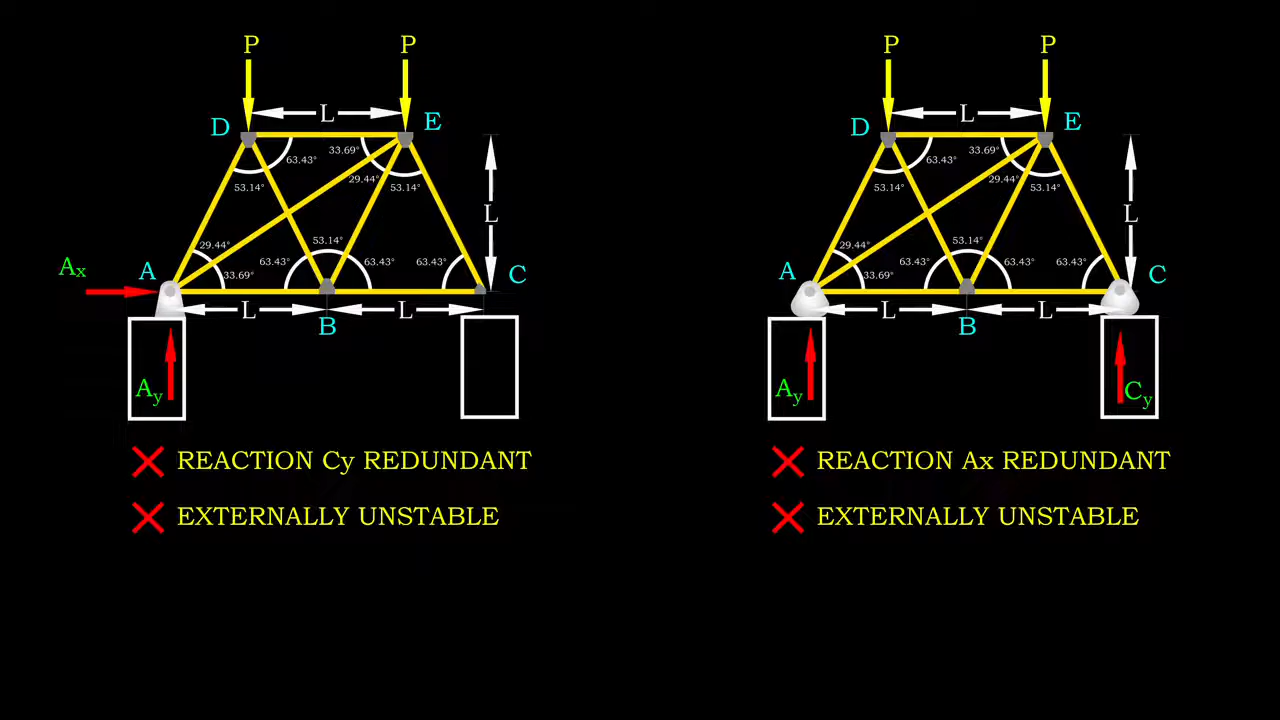 P P
L
D E
63.43° 33.69°
53.14° 29.44° 53.14°
L
29.44° 53.14°
63.43° 63.43° 63.43°
33.69°
Ax A C
L L
B
Ay
REACTION Cy REDUNDANT
EXTERNALLY UNSTABLE
P P
L
D E
63.43° 33.69°
53.14° 29.44° 53.14°
L
29.44° 53.14°
63.43° 63.43° 63.43°
33.69°
A C
L L
B
Ay Cy
REACTION Ax REDUNDANT
EXTERNALLY UNSTABLE